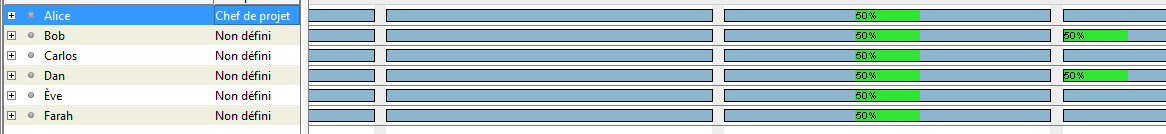 Alice Chef de projet 50%
Bob Non défini 50% 50%
Carlos Non défini 50%
Dan Non défini 50% 50%
Ève Non défini 50%
Farah Non défini 50%